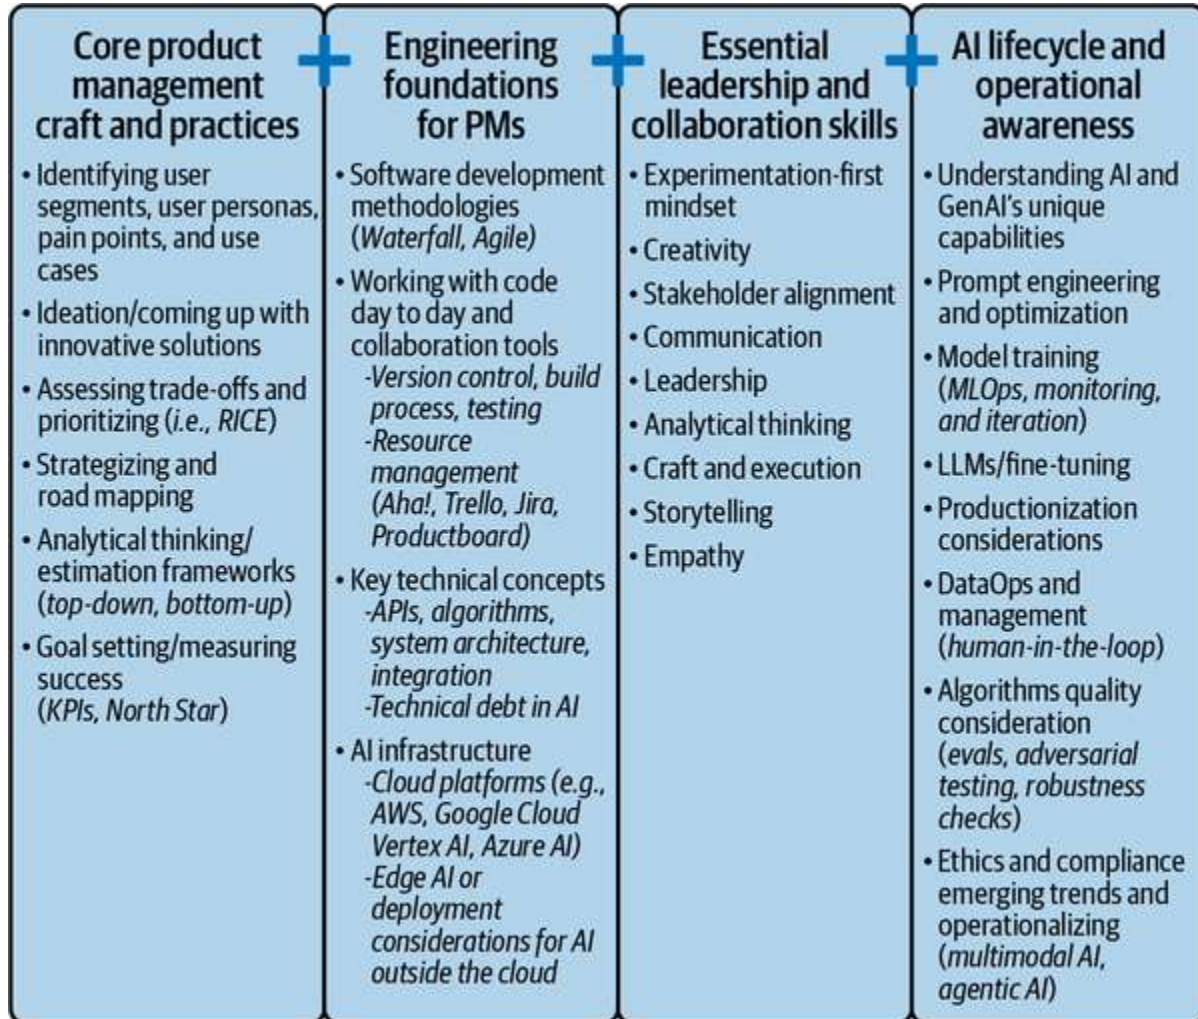 Core product
management
craft and practices
• Identifying user
segments, user personas,
pain points, and use
cases
• Ideation/coming up with
innovative solutions
• Assessing trade-offs and
prioritizing (i.e., RICE)
• Strategizing and
road mapping
• Analytical thinking/
estimation frameworks
(top-down, bottom-up)
• Goal setting/measuring
success
(KPIs, North Star)
+
Engineering
foundations
for PMs
• Software development
methodologies
(Waterfall, Agile)
• Working with code
day to day and
collaboration tools
-Version control, build
process, testing
-Resource
management
(Aha!, Trello, Jira,
Productboard)
• Key technical concepts
-APIs, algorithms,
system architecture,
integration
-Technical debt in AI
• AI infrastructure
-Cloud platforms (e.g.,
AWS, Google Cloud
Vertex AI, Azure AI)
-Edge AI or
deployment
considerations for AI
outside the cloud
+
Essential
leadership and
collaboration skills
• Experimentation-first
mindset
• Creativity
• Stakeholder alignment
• Communication
• Leadership
• Analytical thinking
• Craft and execution
• Storytelling
• Empathy
+
AI lifecycle and
operational
awareness
• Understanding AI and
GenAI's unique
capabilities
• Prompt engineering
and optimization
• Model training
(MLOps, monitoring,
and iteration)
• LLMs/fine-tuning
• Productionization
considerations
• DataOps and
management
(human-in-the-loop)
• Algorithms quality
consideration
(evals, adversarial
testing, robustness
checks)
• Ethics and compliance
emerging trends and
operationalizing
(multimodal AI,
agentic AI)